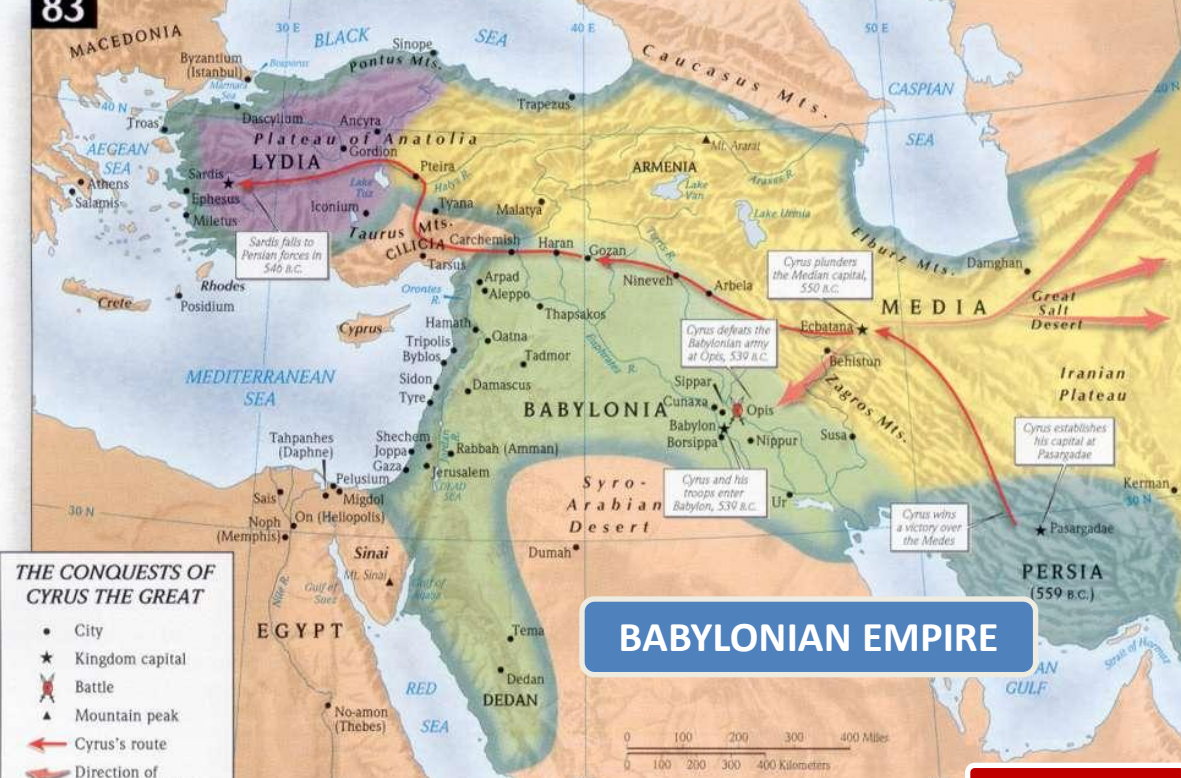 83
MACEDONIA
30 E
BLACK
SEA
40 E
50 E
Sinope
Pontus Mts.
Caucasus Mts.
Byzantium
(Istanbul)
Bosporus
Marmara
Sea
CASPIAN
SEA
40 N
40 N
Troas
Dascylium
Trapezus
Ancyra
Plateau of Anatolia
Gordion
LYDIA
AEGEAN
SEA
Mt. Ararat
ARMENIA
Pteira
Sardis
Lake
Tuz
Halys R.
Lake
Van
Araxes R.
Athens
Salamis
Ephesus
Miletus
Iconium
Tyana
Malatya
Lake Urmia
Taurus Mts.
CILICIA
Carchemish
Haran
Gozan
Tigris R.
Elburz Mts.
Sardis falls to
Persian forces in
546 B.C.
Tarsus
Cyrus plunders
the Median capital,
550 B.C.
Damghan
Nineveh
Arbela
Arpad
Aleppo
Orontes
R.
Rhodes
Crete
Posidium
MEDIA
Great
Salt
Desert
Thapsakos
Cyprus
Hamath
Qatna
Ecbatana
Cyrus defeats the
Babylonian army
at Opis, 539 B.C.
Tripolis
Byblos
Euphrates R.
Tadmor
Behistun
MEDITERRANEAN
SEA
Sidon
Tyre
Damascus
Sippar
Zagros Mts.
Iranian
Plateau
BABYLONIA
Cunaxa
Opis
Babylon
Borsippa
Nippur
Susa
Cyrus establishes
his capital at
Pasargadae
Tahpanhes
(Daphne)
Shechem
Joppa
Gaza
Jordan
R.
Rabbah (Amman)
Jerusalem
DEAD
SEA
Pelusium
Migdol
Sais
On (Heliopolis)
Noph
(Memphis)
30 N
Syro-
Arabian
Desert
Cyrus and his
troops enter
Babylon, 539 B.C.
Ur
Kerman
30 N
Cyrus wins
a victory over
the Medes
Pasargadae
Dumah
Sinai
Mt. Sinai
Gulf of
Suez
Gulf of
Aqaba
Nile R.
PERSIA
(559 B.C.)
EGYPT
Tema
Dedan
DEDAN
BABYLONIAN EMPIRE
AN
GULF
Strait of Hormuz
RED
SEA
No-amon
(Thebes)
0 100 200 300 400 Miles
0 100 200 300 400 Kilometers
THE CONQUESTS OF
CYRUS THE GREAT
City
Kingdom capital
Battle
Mountain peak
Cyrus's route
Direction of